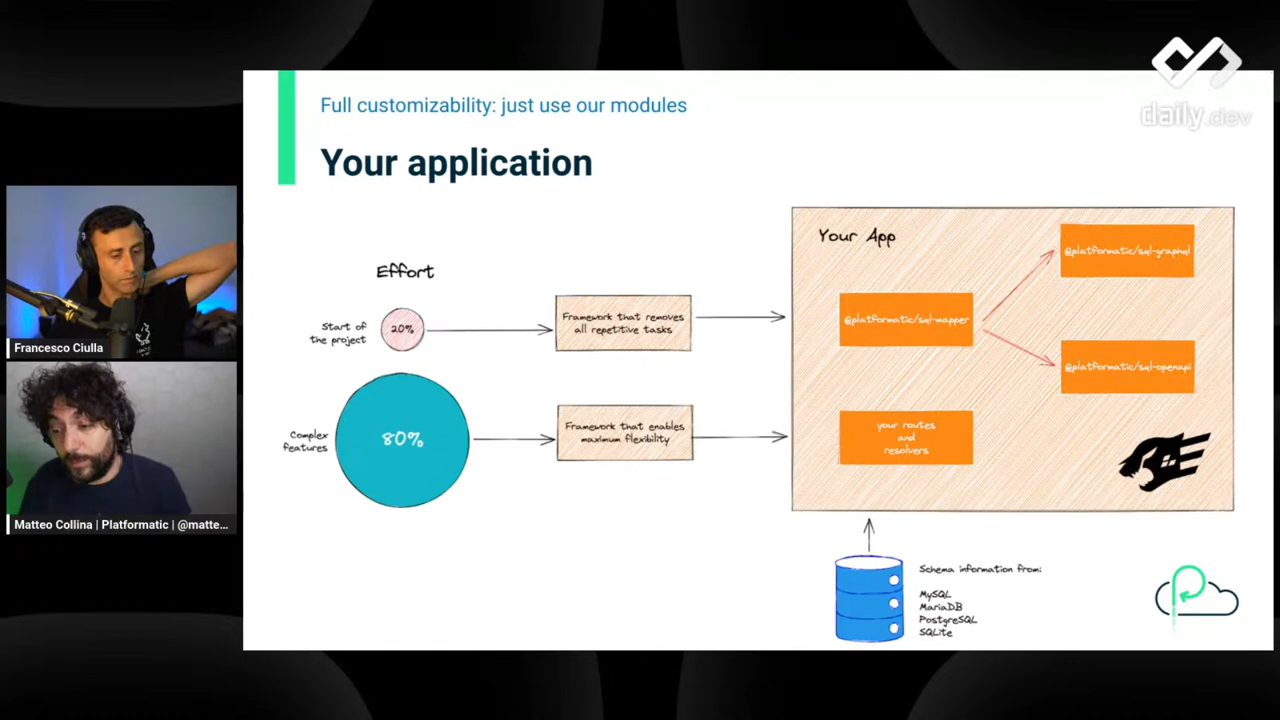 daily.dev
Full customizability: just use our modules
Your application
Effort
Start of
the project
20%
Framework that removes
all repetitive tasks
Complex
features
80%
Framework that enables
maximum flexibility
Your App
@platformatic/sql-graphql
@platformatic/sql-mapper
@platformatic/sql-openapi
your routes
and
resolvers
Schema information from:
MySQL
MariaDB
PostgreSQL
SQLite
Francesco Ciulla
Matteo Collina | Platformatic | @matte...